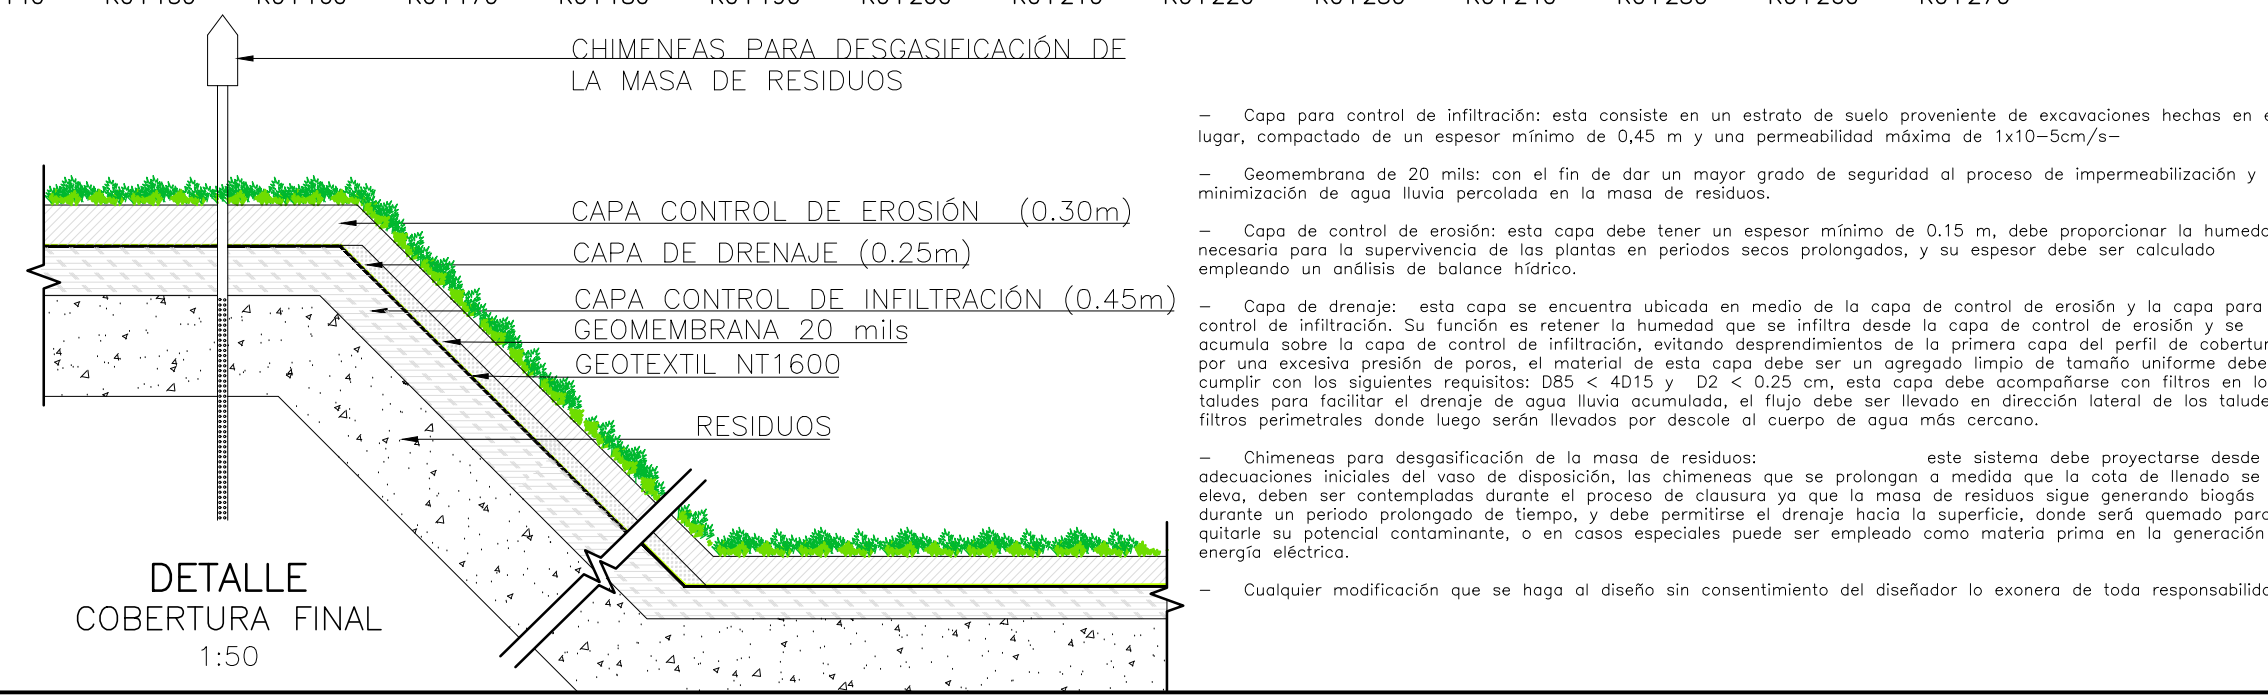 K0+180
K0+190
K0+200
K0+210
K0+220
K0+270
CHIMENEAS PARA DESGASIFICACIÓN DE
LA MASA DE RESIDUOS
CAPA CONTROL DE EROSIÓN (0.30m)
CAPA DE DRENAJE (0.25m)
CAPA CONTROL DE INFILTRACIÓN (0.45m)
GEOMEMBRANA 20 mils
GEOTEXTIL NT1600
RESIDUOS
DETALLE
COBERTURA FINAL
1:50
– Capa para control de infiltración: esta consiste en un estrato de suelo proveniente de excavaciones hechas en
lugar, compactado de un espesor mínimo de 0,45 m y una permeabilidad máxima de 1x10–5cm/s–
– Geomembrana de 20 mils: con el fin de dar un mayor grado de seguridad al proceso de impermeabilización y
minimización de agua lluvia percolada en la masa de residuos.
– Capa de control de erosión: esta capa debe tener un espesor mínimo de 0.15 m, debe proporcionar la
necesaria para la supervivencia de las plantas en periodos secos prolongados, y su espesor debe ser calculado
empleando un análisis de balance hídrico.
– Capa de drenaje: esta capa se encuentra ubicada en medio de la capa de control de erosión y la capa para
control de infiltración. Su función es retener la humedad que se infiltra desde la capa de control de erosión y se
acumula sobre la capa de control de infiltración, evitando desprendimientos de la primera capa del perfil de
por una excesiva presión de poros, el material de esta capa debe ser un agregado limpio de tamaño uniforme debe
cumplir con los siguientes requisitos: D85 < 4D15 y D2 < 0.25 cm, esta capa debe acompañarse con filtros en
taludes para facilitar el drenaje de agua lluvia acumulada, el flujo debe ser llevado en dirección lateral de los
filtros perimetrales donde luego serán llevados por descole al cuerpo de agua más cercano.
– Chimeneas para desgasificación de la masa de residuos: este sistema debe proyectarse desde
adecuaciones iniciales del vaso de disposición, las chimeneas que se prolongan a medida que la cota de llenado se
eleva, deben ser contempladas durante el proceso de clausura ya que la masa de residuos sigue generando biogás
durante un periodo prolongado de tiempo, y debe permitirse el drenaje hacia la superficie, donde será quemado para
quitarle su potencial contaminante, o en casos especiales puede ser empleado como materia prima en la generación
energía eléctrica.
– Cualquier modificación que se haga al diseño sin consentimiento del diseñador lo exonera de toda